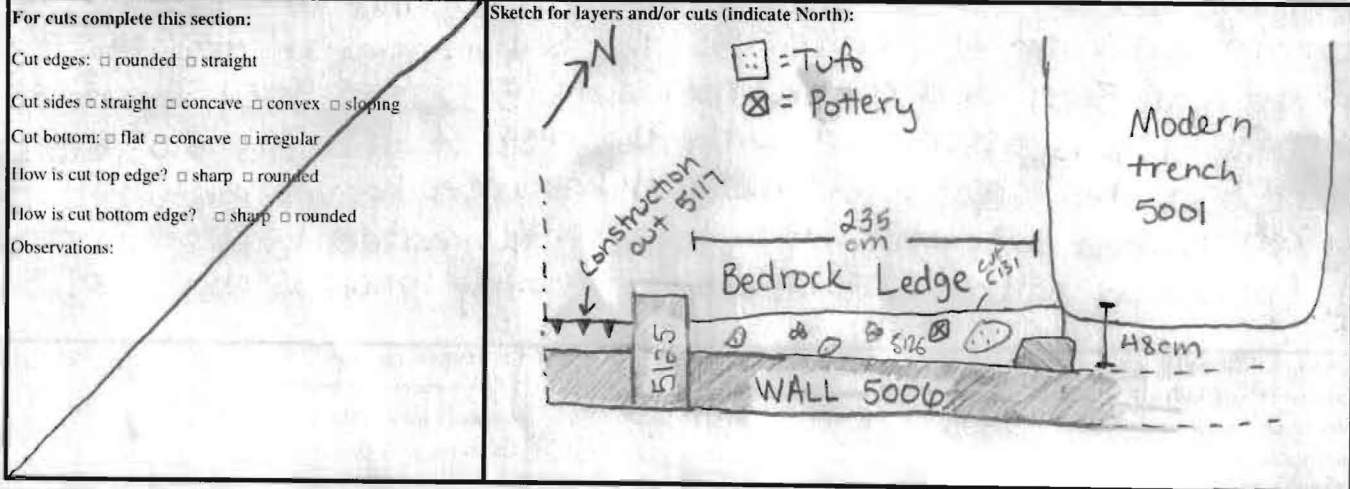 For cuts complete this section:
Cut edges: □ rounded □ straight
Cut sides □ straight □ concave □ convex □ sloping
Cut bottom: □ flat □ concave □ irregular
How is cut top edge? □ sharp □ rounded
How is cut bottom edge? □ sharp □ rounded
Observations:
Sketch for layers and/or cuts (indicate North):
N
= Tufo
= Pottery
Modern
trench
5001
Construction
cut 5117
235
cm
Bedrock Ledge
cut
5131
5125
5126
48cm
WALL 5006